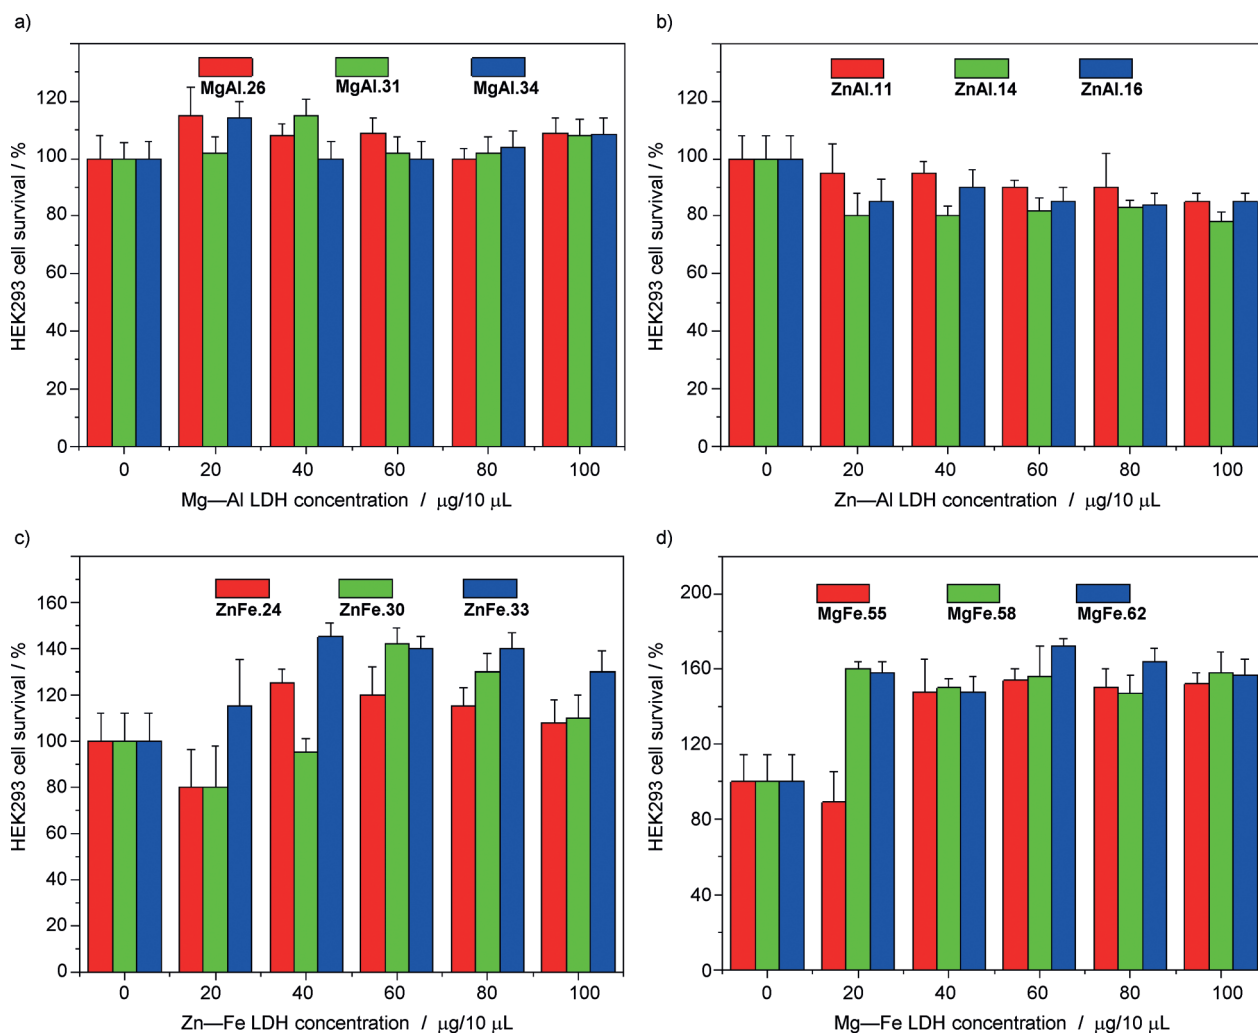 a)
MgAl.26 MgAl.31 MgAl.34
HEK293 cell survival / %
120
100
80
60
40
20
0
0 20 40 60 80 100
Mg—Al LDH concentration / μg/10 μL
b)
ZnAl.11 ZnAl.14 ZnAl.16
HEK293 cell survival / %
120
100
80
60
40
20
0
0 20 40 60 80 100
Zn—Al LDH concentration / μg/10 μL
c)
ZnFe.24 ZnFe.30 ZnFe.33
HEK293 cell survival / %
160
140
120
100
80
60
40
20
0
0 20 40 60 80 100
Zn—Fe LDH concentration / μg/10 μL
d)
MgFe.55 MgFe.58 MgFe.62
HEK293 cell survival / %
200
160
120
80
40
0
0 20 40 60 80 100
Mg—Fe LDH concentration / μg/10 μL